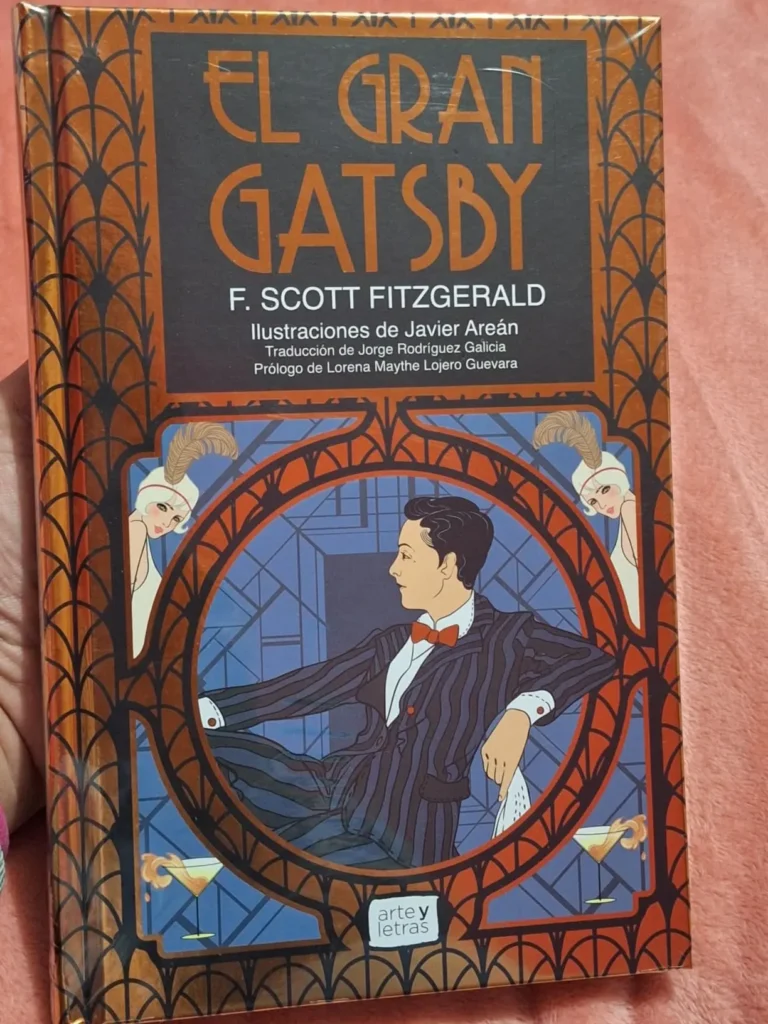 EL GRAN
GATSBY
F. SCOTT FITZGERALD
Ilustraciones de Javier Areán
Traducción de Jorge Rodríguez Galicia
Prólogo de Lorena Maythe Lojero Guevara
arte y
letras